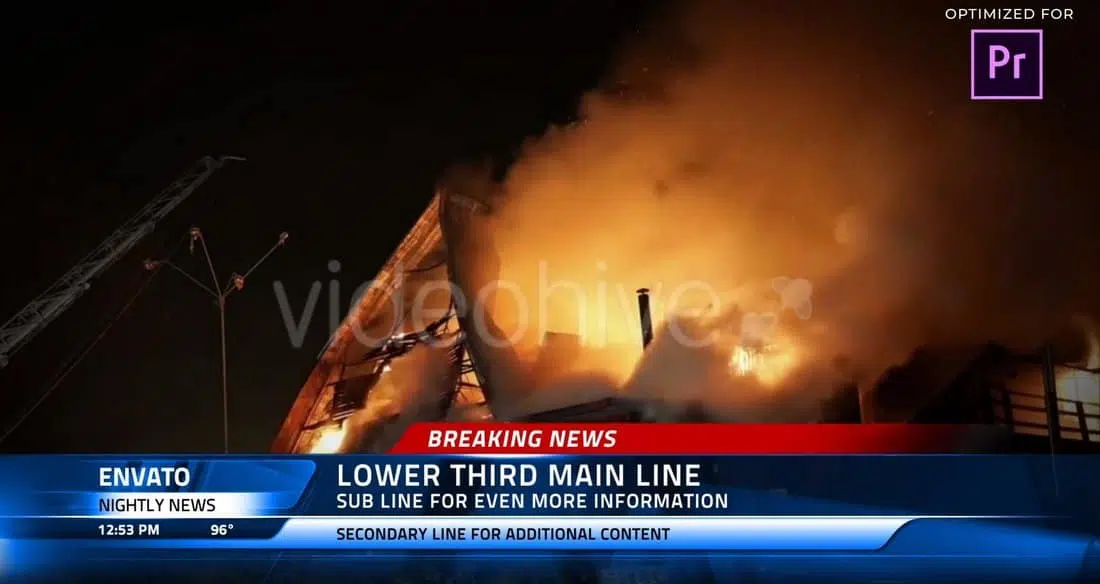 OPTIMIZED FOR
Pr
videohive
BREAKING NEWS
ENVATO
NIGHTLY NEWS
12:53 PM 96°
LOWER THIRD MAIN LINE
SUB LINE FOR EVEN MORE INFORMATION
SECONDARY LINE FOR ADDITIONAL CONTENT